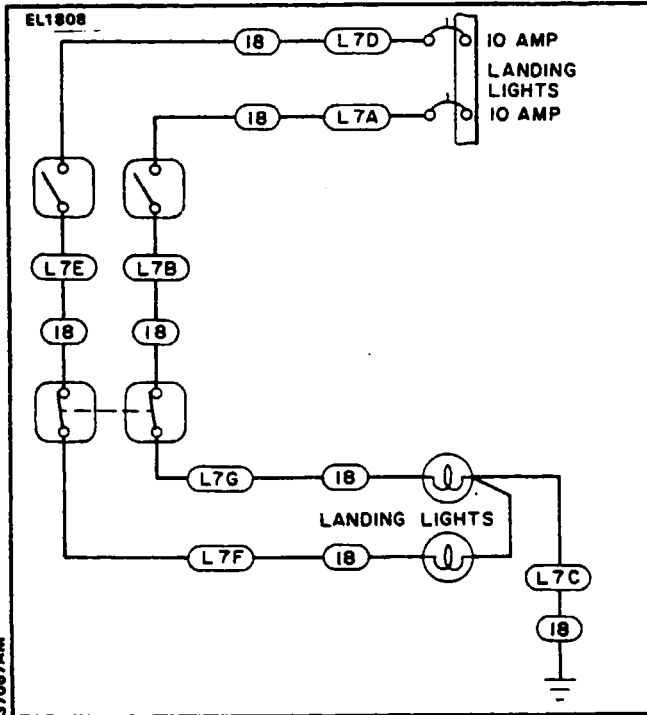 EL1808
18 L7D 10 AMP
LANDING
LIGHTS
18 L7A 10 AMP
L7E L7B
18 18
L7G 18
LANDING LIGHTS
L7F 18
L7C
18